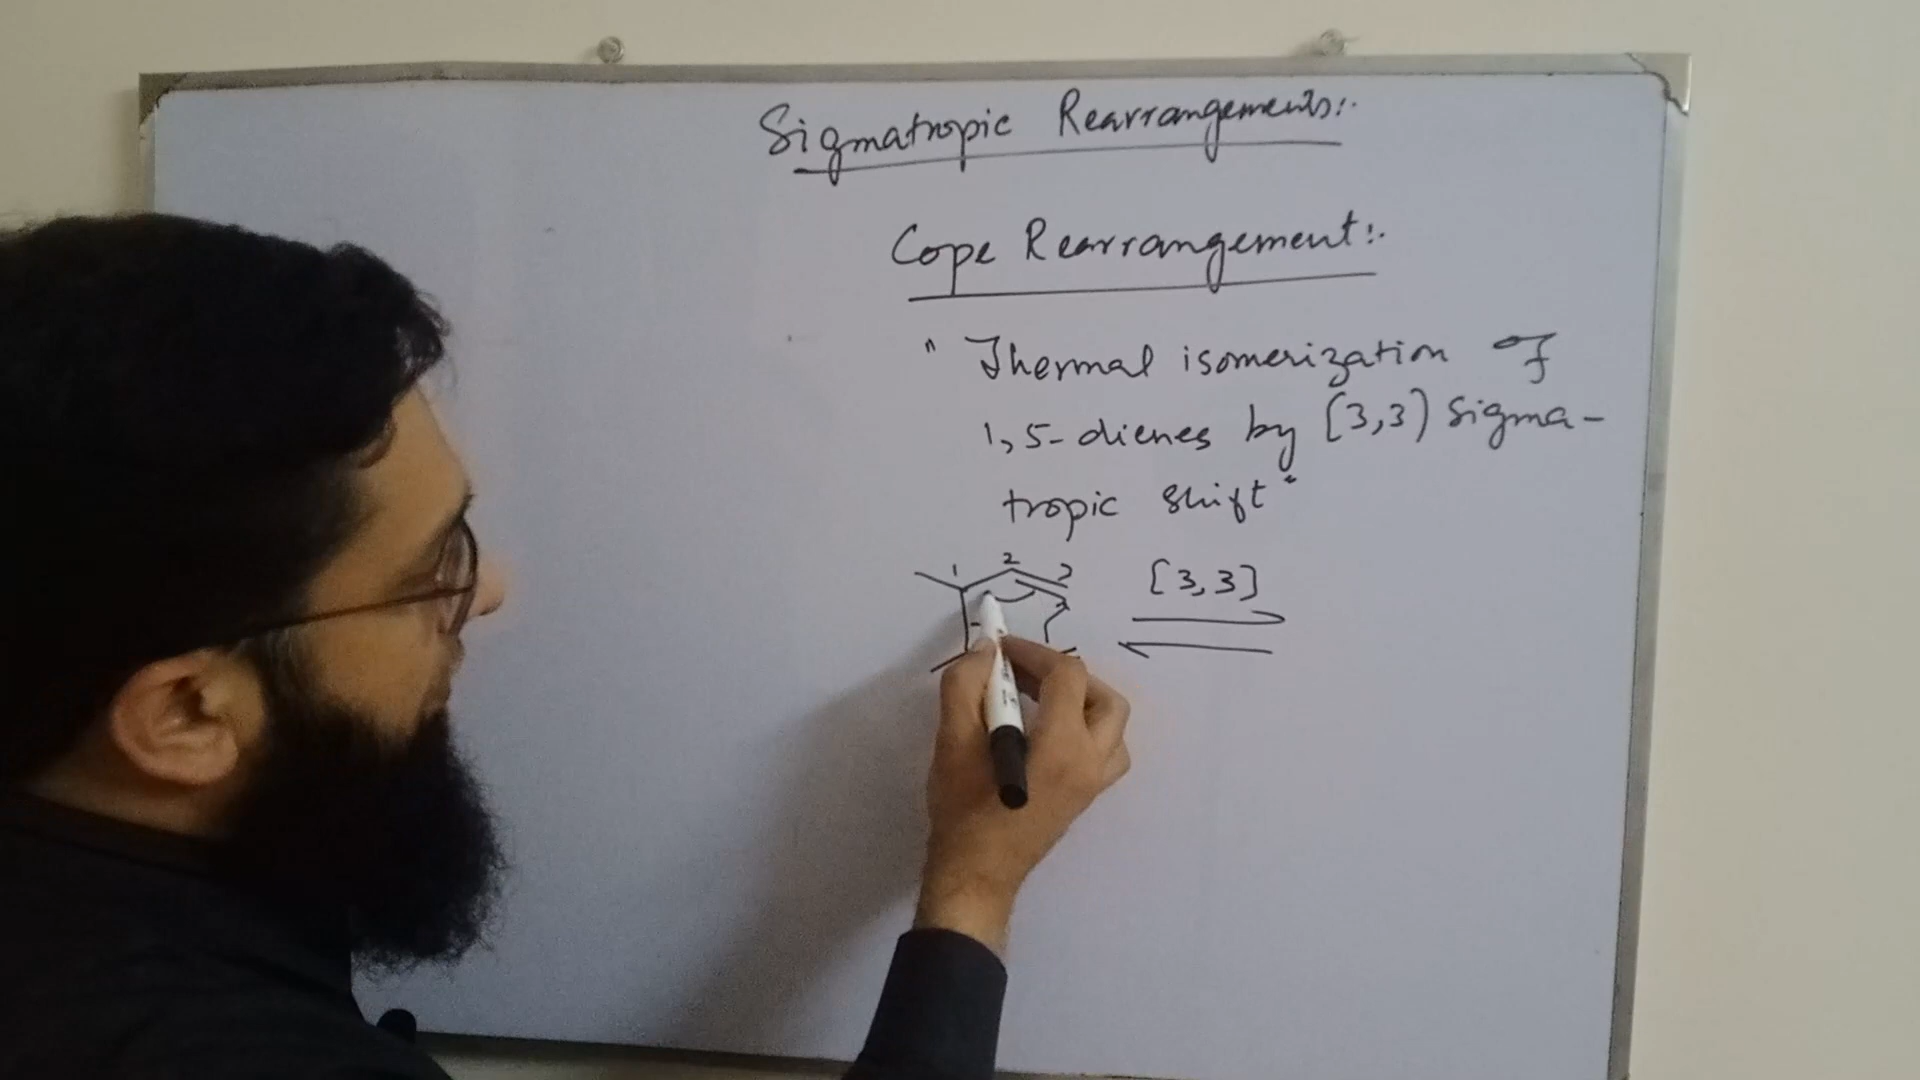 Sigmatropic Rearrangements:.
Cope Rearrangement:.
" Thermal isomerization of
1,5-dienes by [3,3) sigma-
tropic shift"
1 2 3
[3,3]